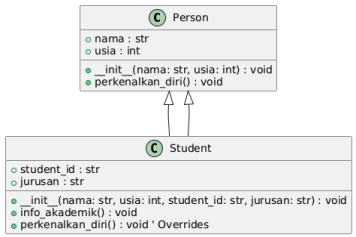 C Person
nama : str
usia : int
__init__(nama: str, usia: int) : void
perkenalkan_diri() : void
C Student
student_id : str
jurusan : str
__init__(nama: str, usia: int, student_id: str, jurusan: str) : void
info_akademik() : void
perkenalkan_diri() : void ' Overrides